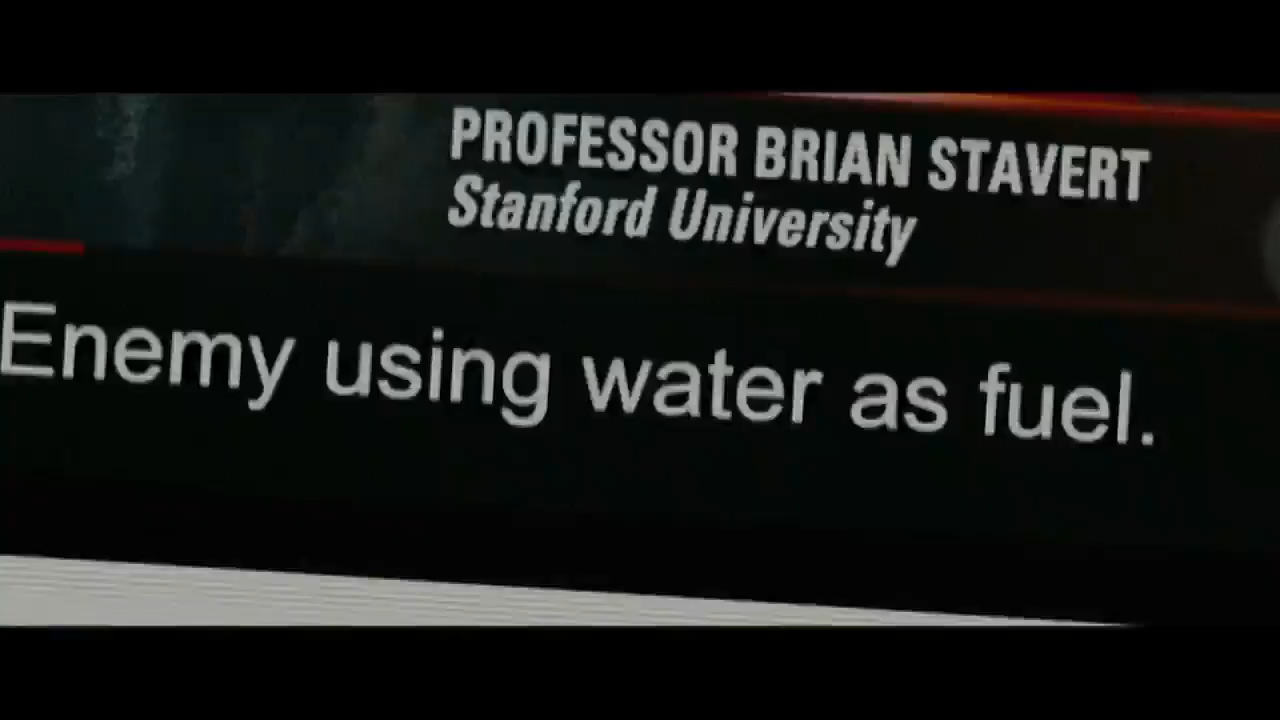 PROFESSOR BRIAN STAVERT
Stanford University
Enemy using water as fuel.